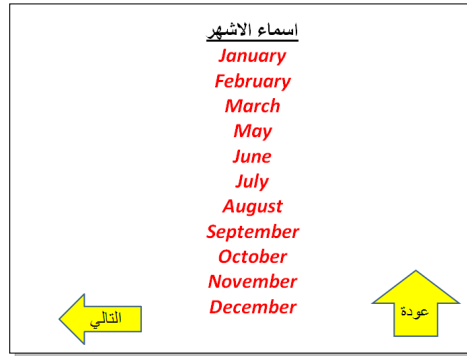 اسماء الاشهر
January
February
March
May
June
July
August
September
October
November
December
التالي
عودة